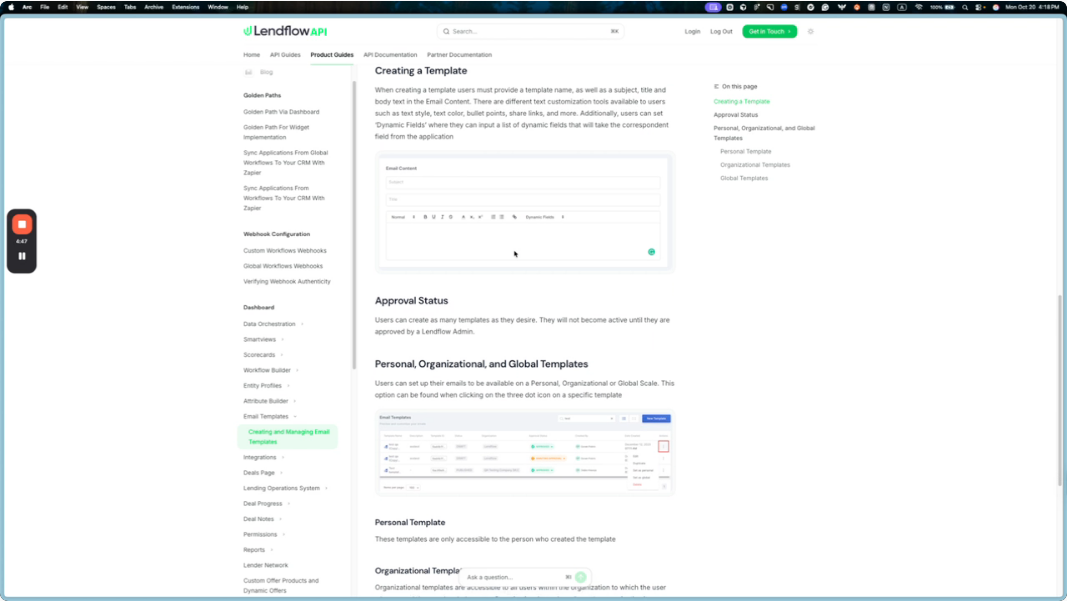 Arc File Edit View Spaces Tabs Archive Extensions Window Help
100%
Mon Oct 20 4:18 PM
Lendflow API
Search...
⌘K
Login
Log Out
Get in Touch
Home
API Guides
Product Guides
API Documentation
Partner Documentation
4:47
Blog
Golden Paths
Golden Path Via Dashboard
Golden Path For Widget
Implementation
Sync Applications From Global
Workflows To Your CRM With
Zapier
Sync Applications From
Workflows To Your CRM With
Zapier
Webhook Configuration
Custom Workflows Webhooks
Global Workflows Webhooks
Verifying Webhook Authenticity
Dashboard
Data Orchestration
Smartviews
Scorecards
Workflow Builder
Entity Profiles
Attribute Builder
Email Templates
Creating and Managing Email
Templates
Integrations
Deals Page
Lending Operations System
Deal Progress
Deal Notes
Permissions
Reports
Lender Network
Custom Offer Products and
Dynamic Offers
Creating a Template
When creating a template users must provide a template name, as well as a subject, title and
body text in the Email Content. There are different text customization tools available to users
such as text style, text color, bullet points, share links, and more. Additionally, users can set
'Dynamic Fields' where they can input a list of dynamic fields that will take the correspondent
field from the application
Email Content
Subject
Title
Normal
Dynamic Fields
Approval Status
Users can create as many templates as they desire. They will not become active until they are
approved by a Lendflow Admin.
Personal, Organizational, and Global Templates
Users can set up their emails to be available on a Personal, Organizational or Global Scale. This
option can be found when clicking on the three dot icon on a specific template
Email Templates
Personal Template
These templates are only accessible to the person who created the template
Organizational Templa
Organizational templates are accessible to all users within the organization to which the user
Ask a question...
On this page
Creating a Template
Approval Status
Personal, Organizational, and Global
Templates
Personal Template
Organizational Templates
Global Templates